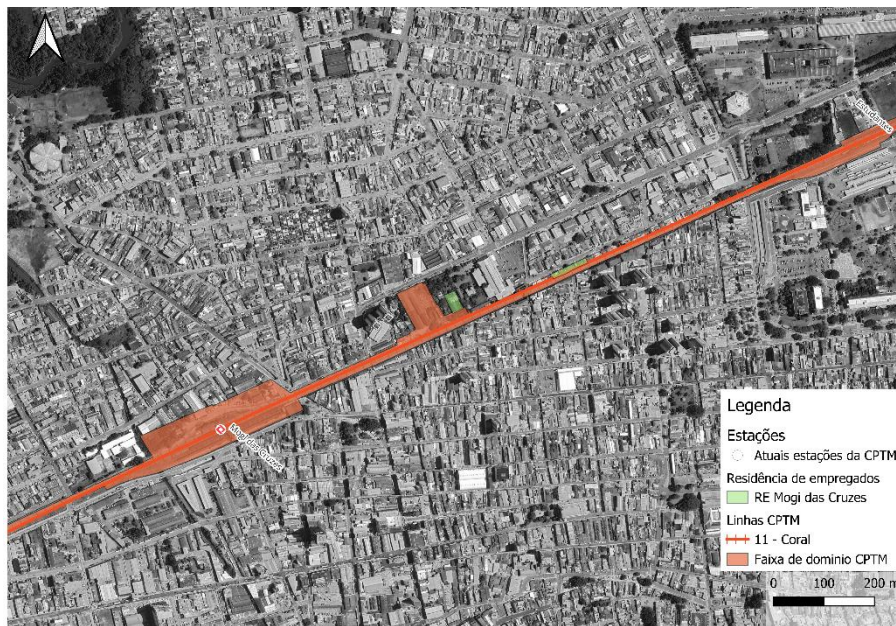 Estudantes
Mogi das Cruzes
Legenda
Estações
Atuais estações da CPTM
Residência de empregados
RE Mogi das Cruzes
Linhas CPTM
11 - Coral
Faixa de dominio CPTM
0 100 200 m